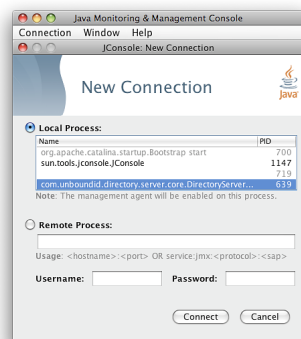 Java Monitoring & Management Console
Connection Window Help
JConsole: New Connection
New Connection
Java
Local Process:
Name PID
org.apache.catalina.startup.Bootstrap start 700
sun.tools.jconsole.JConsole 1147
719
com.unboundid.directory.server.core.DirectoryServer... 639
Note: The management agent will be enabled on this process.
Remote Process:
Usage: <hostname>:<port> OR service:jmx:<protocol>:<sap>
Username: Password:
Connect Cancel